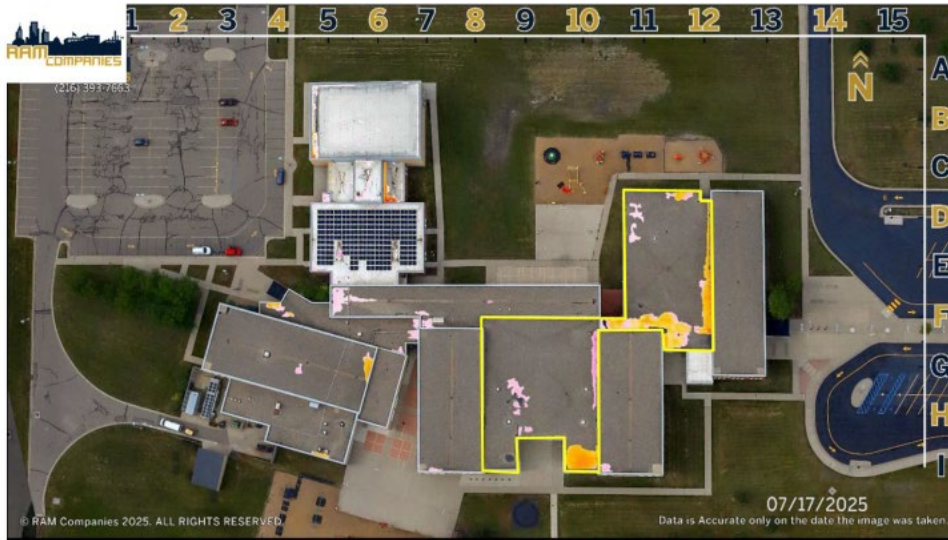 RAM
COMPANIES
(216) 393-7663
1 2 3 4 5 6 7 8 9 10 11 12 13 14 15
N
A
B
C
D
E
F
G
H
I
07/17/2025
© RAM Companies 2025. ALL RIGHTS RESERVED.
Data is Accurate only on the date the image was taken.